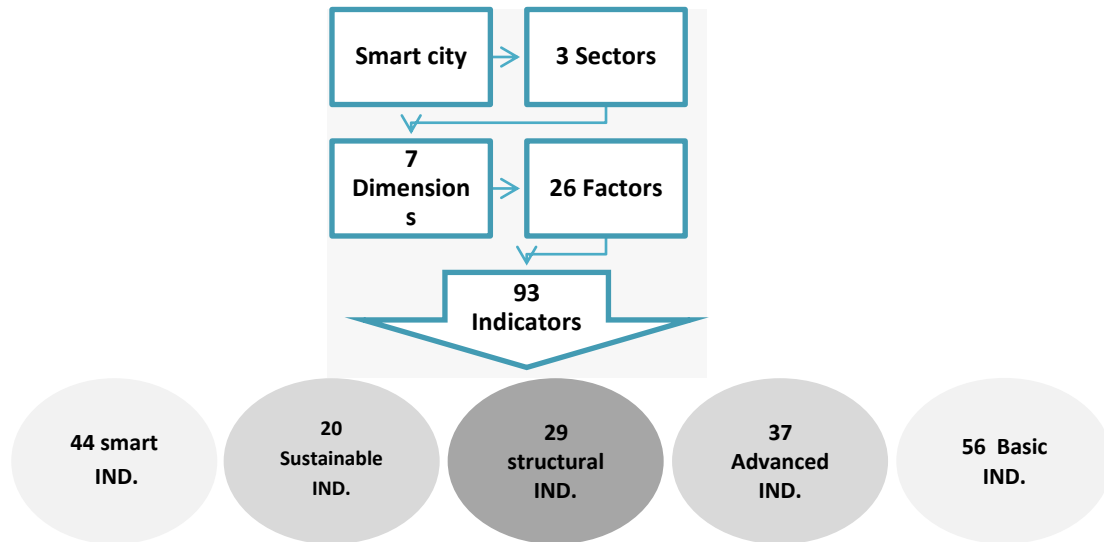 Smart city
3 Sectors
7
Dimension
s
26 Factors
93
Indicators
44 smart
IND.
20
Sustainable
IND.
29
structural
IND.
37
Advanced
IND.
56 Basic
IND.